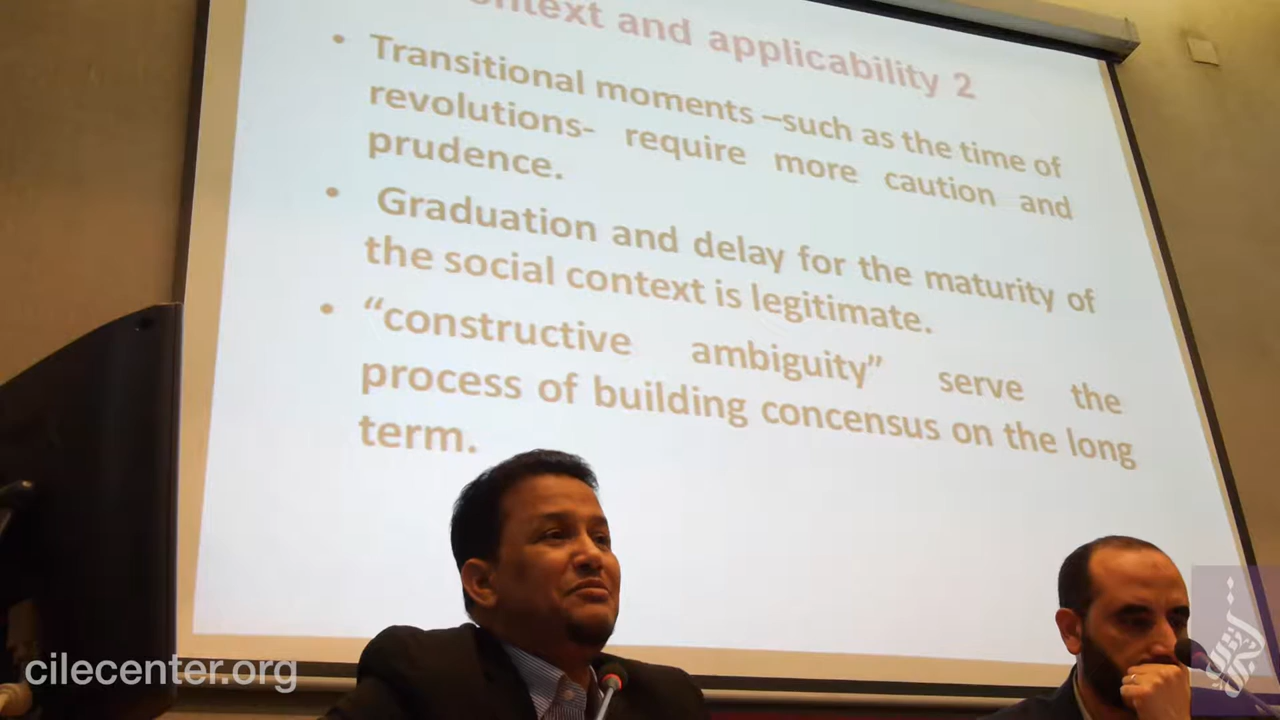 ntext and applicability 2
• Transitional moments –such as the time of
revolutions- require more caution and
prudence.
• Graduation and delay for the maturity of
the social context is legitimate.
• “constructive ambiguity” serve the
process of building concensus on the long
term.
cilecenter.org